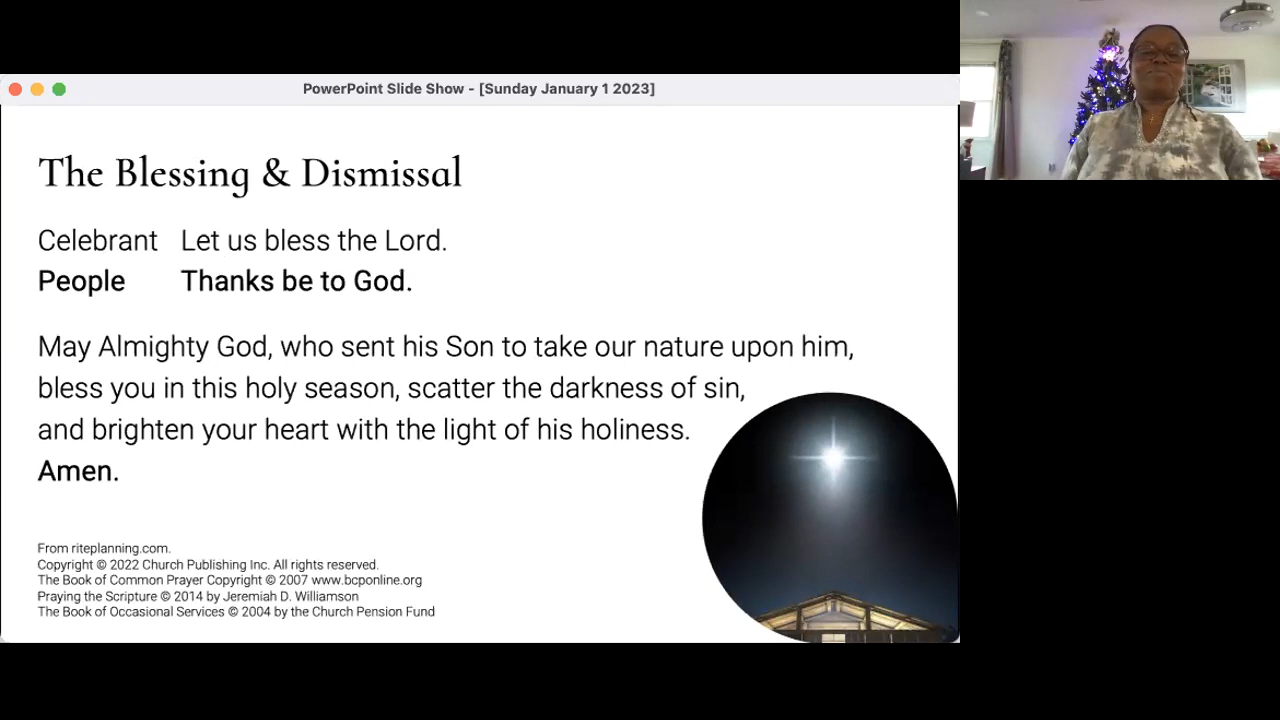 PowerPoint Slide Show - [Sunday January 1 2023]
The Blessing & Dismissal
Celebrant Let us bless the Lord.
People Thanks be to God.
May Almighty God, who sent his Son to take our nature upon him,
bless you in this holy season, scatter the darkness of sin,
and brighten your heart with the light of his holiness.
Amen.
From riteplanning.com.
Copyright © 2022 Church Publishing Inc. All rights reserved.
The Book of Common Prayer Copyright © 2007 www.bcponline.org
Praying the Scripture © 2014 by Jeremiah D. Williamson
The Book of Occasional Services © 2004 by the Church Pension Fund